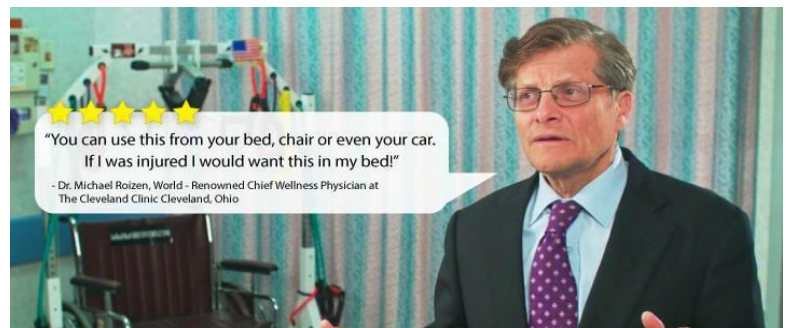 “You can use this from your bed, chair or even your car.
If I was injured I would want this in my bed!”
- Dr. Michael Roizen, World - Renowned Chief Wellness Physician at
The Cleveland Clinic Cleveland, Ohio